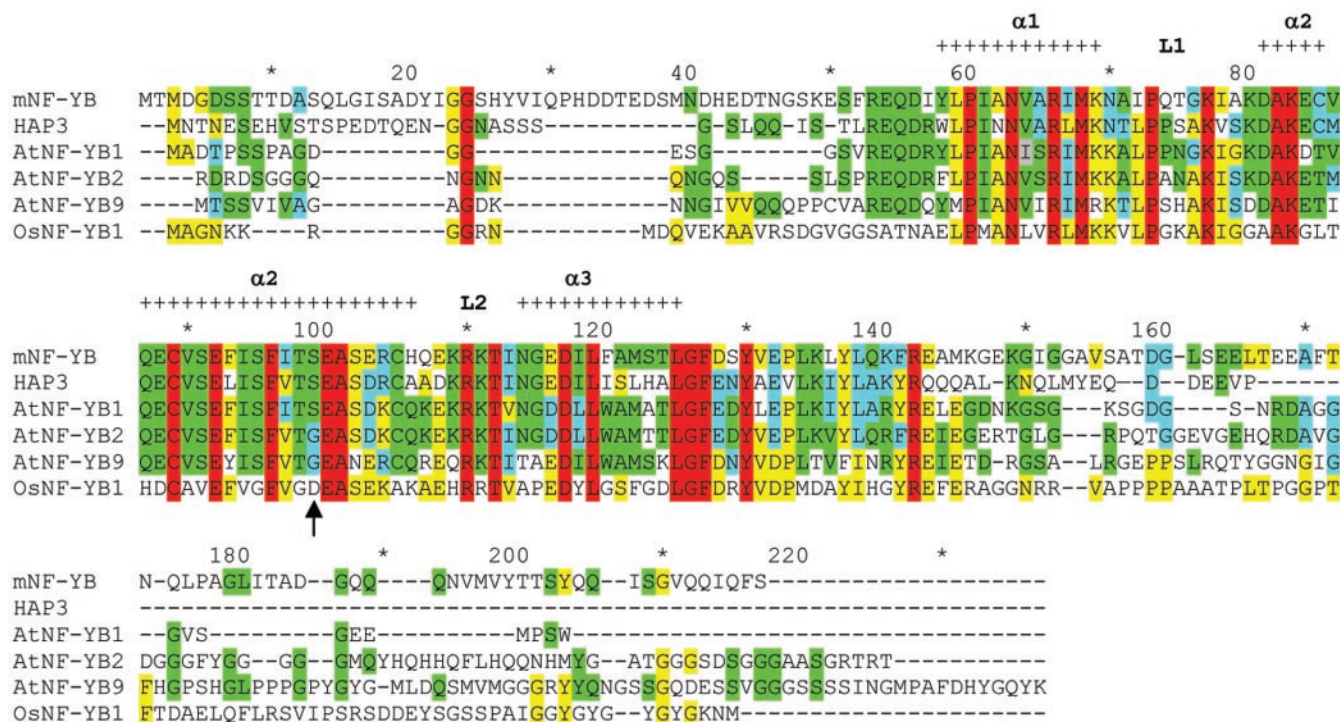 α1 α2
++++++++++++ L1 +++++
* 20 * 40 * 60 * 80
mNF-YB MTMDGDSSTTDASQLGISADYIGGSHYVIQPHDDTEDSMNDHEDTNGSKESFREQDIYLPIANVARIMKNAIPQTGKIAKDAKECV
HAP3 --MNTNESEHVSTSPEDTQEN-GGNASSS------------G-SLQQ-IS-TLREQDRWLPINNVARLMKNTLPPSAKVSKDAKECM
AtNF-YB1 --MADTPSSPAGD---------GG-----------ESG--------GSVREQDRYLPIANISRIMKKALPPNGKIGKDAKDTV
AtNF-YB2 ----RDRDSGGGQ---------NGNN-------------QNGQS----SLSPREQDRFLPIANVSRIMKKALPANAKISKDAKETM
AtNF-YB9 ----MTSSVIVAG---------AGDK-------------NNGIVVQQQPPCVAREQDQYMPIANVIRIMRKTLPSHAKISDDAKETI
OsNF-YB1 --MAGNKK---R----------GGRN-----------MDQVEKAAVRSDGVGGSATNAELPMANLVRLMKKVLPGKAKIGGAAKGLT
α2 α3
+++++++++++++++++++++ L2 +++++++++++++
* 100 * 120 * 140 * 160 *
mNF-YB QECVSEFISFITSEASERCHQEKRKTINGEDILFAMSTLGFDSYVEPLKLYLQKFREAMKGEKGIGGAVSATDG-LSEELTEEAFT
HAP3 QECVSELISFVTSEASDRCAADKRKTINGEDILISLHALGFENYAEVLKIYLAKYRQQQAL-KNQLMYEQ--D--DEEVP-----
AtNF-YB1 QECVSEFISFITSEASDKCQKEKRKTVNGDDLLWAMATLGFEDYLEPLKIYLARYRELEGDNKGSG---KSGDG---S-NRDAGG
AtNF-YB2 QECVSEFISFVTGEASDKCQKEKRKTINGDDLLWAMTTLGFEDYVEPLKVYLQRFREIEGERTGLG---RPQTGGEVGEHQRDAVG
AtNF-YB9 QECVSEYISFVTGEANERCQREQRKTITAEDILWAMSKLGFDNYVDPLTVFINRYREIETD-RGSA--LRGEPPSLRQTYGGNGIG
OsNF-YB1 HDCAVEFVGFVGDEASEKAKAEHRRTVAPEDYLGSFGDLGFDRYVDPMDAYIHGYREFERAGGNRR--VAPPPPAAATPLTPGGPT
180 * 200 * 220 *
mNF-YB N-QLPAGLITAD--GQQ----QNVMVYTTSYQQ--ISGVQQIQFS---------------------
HAP3 ---------------------------------------------------------------------
AtNF-YB1 --GVS----------GEE----------MPSW------------------------------------
AtNF-YB2 DGGGFYGG--GG--GMQYHQHHQFLHQQNHMYG--ATGGGSDSGGGAASGRTRT-----------
AtNF-YB9 FHGPSHGLPPPGPYGYG-MLDQSMVMGGGRYYQNGSSGQDESSVGGGSSSSINGMPAFDHYGQYK
OsNF-YB1 FTDAELQFLRSVIPSRSDDEYSGSSPAIGGYGYG--YGYGKNM-----------------------